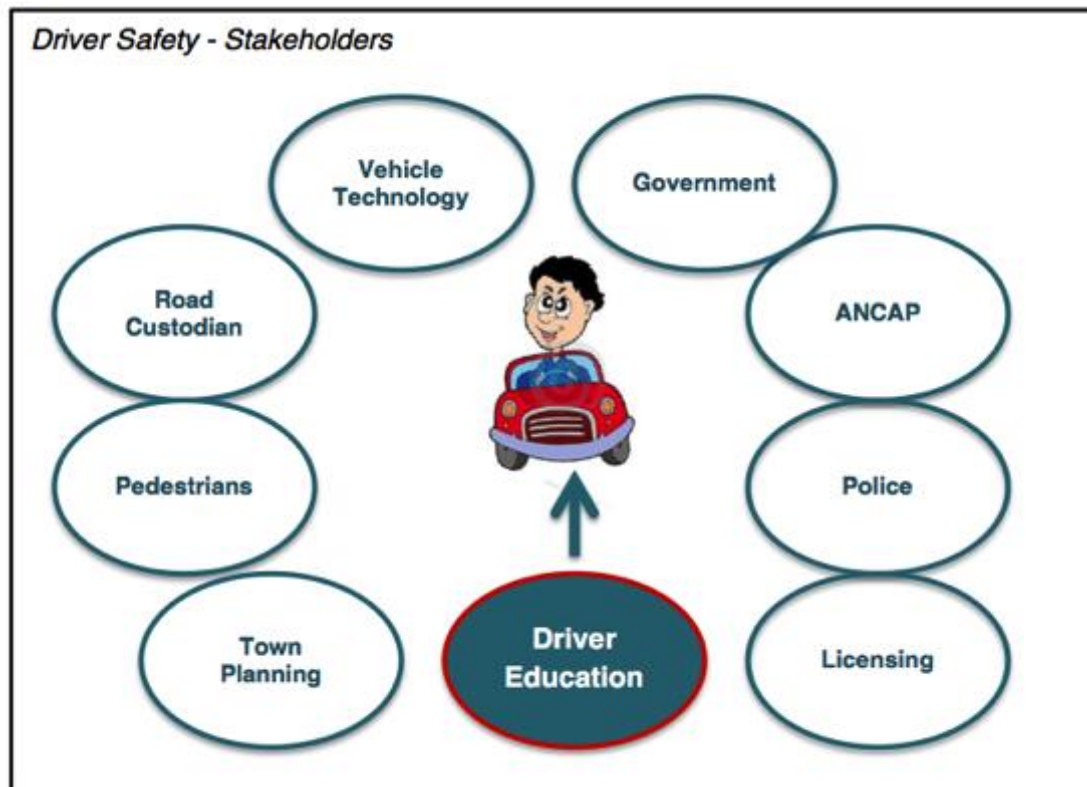 Driver Safety - Stakeholders
Vehicle
Technology
Government
Road
Custodian
ANCAP
Pedestrians
Police
Town
Planning
Driver
Education
Licensing